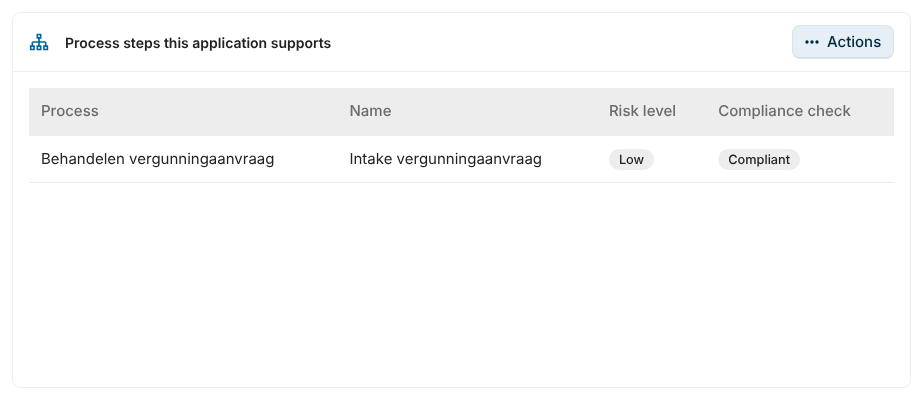 Process steps this application supports
••• Actions
Process Name Risk level Compliance check
Behandelen vergunningaanvraag Intake vergunningaanvraag Low Compliant